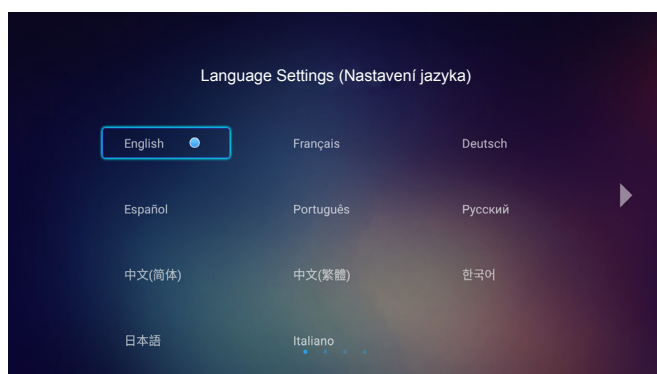 Language Settings (Nastavení jazyka)
English Français Deutsch
Español Português Русский
中文(简体) 中文(繁體) 한국어
日本語 Italiano